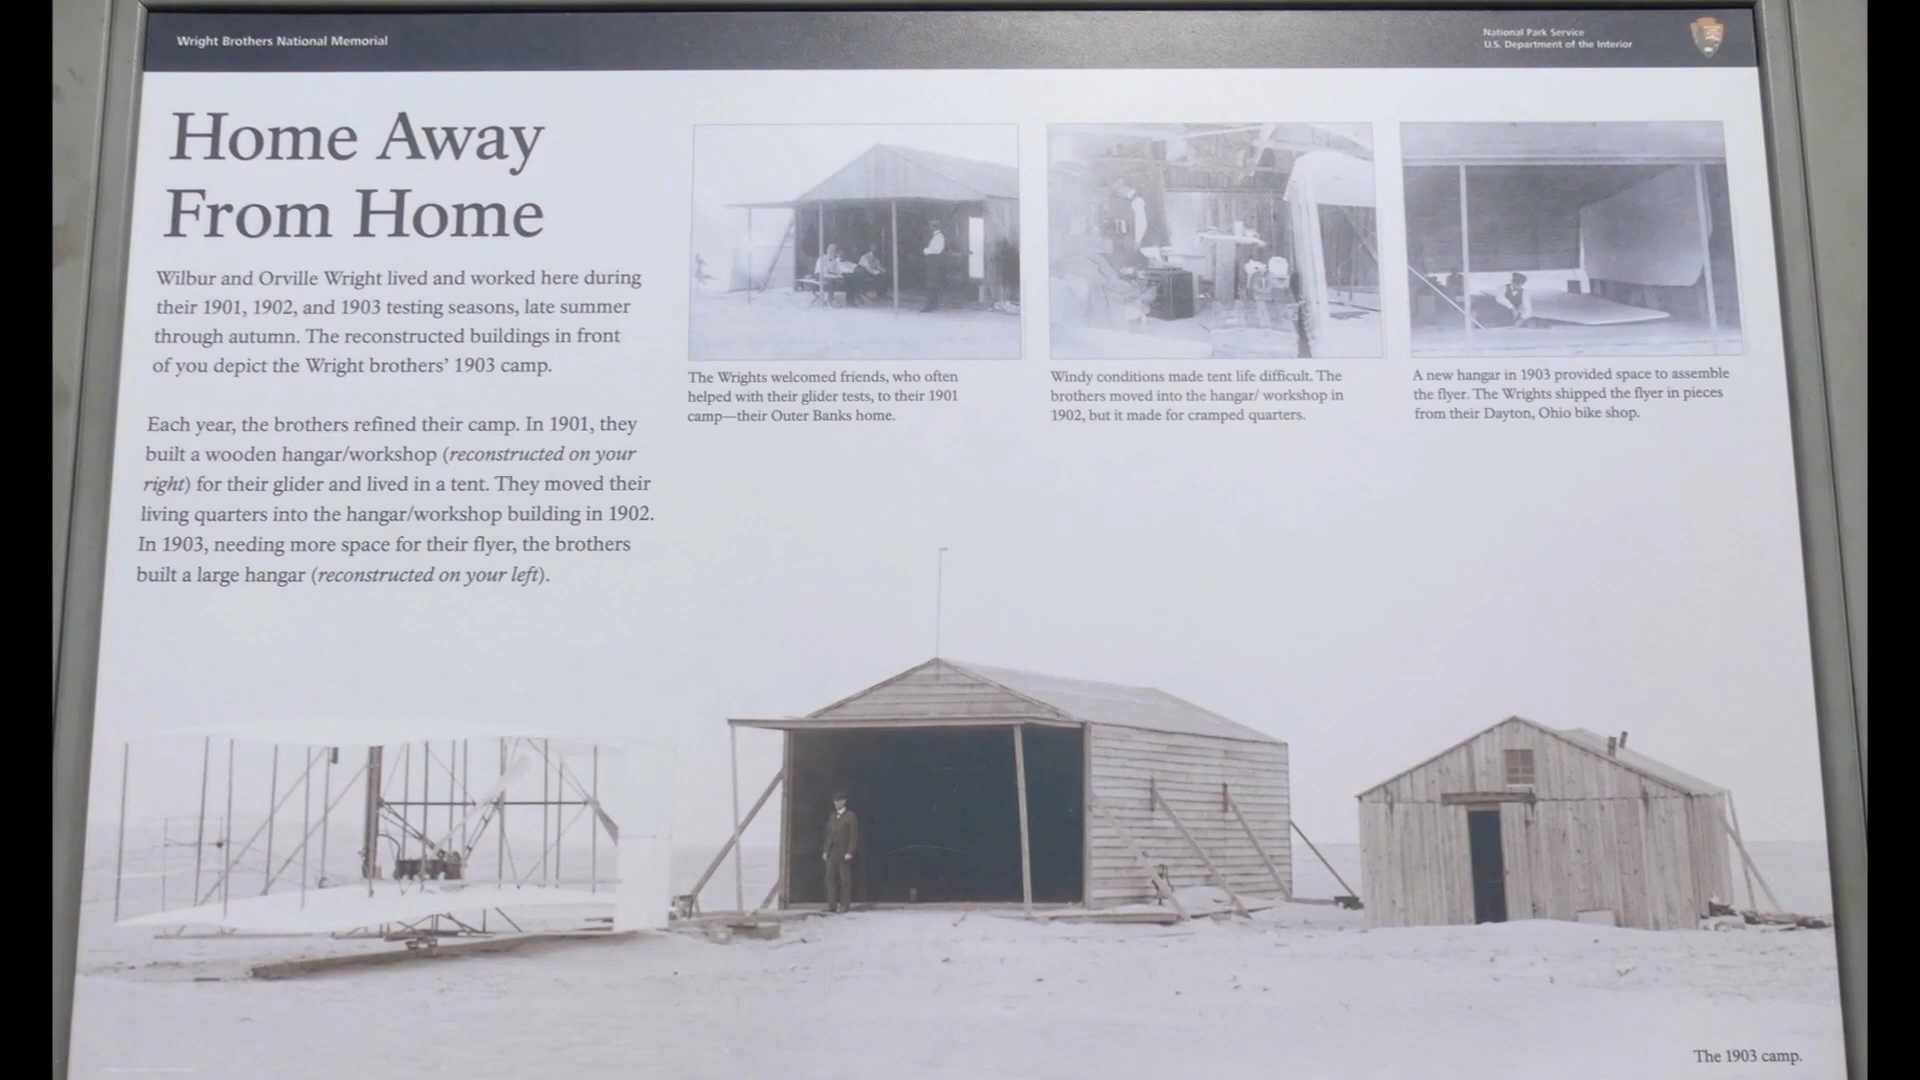 Wright Brothers National Memorial
National Park Service
U.S. Department of the Interior
Home Away
From Home
Wilbur and Orville Wright lived and worked here during
their 1901, 1902, and 1903 testing seasons, late summer
through autumn. The reconstructed buildings in front
of you depict the Wright brothers’ 1903 camp.
Each year, the brothers refined their camp. In 1901, they
built a wooden hangar/workshop (reconstructed on your
right) for their glider and lived in a tent. They moved their
living quarters into the hangar/workshop building in 1902.
In 1903, needing more space for their flyer, the brothers
built a large hangar (reconstructed on your left).
The Wrights welcomed friends, who often
helped with their glider tests, to their 1901
camp—their Outer Banks home.
Windy conditions made tent life difficult. The
brothers moved into the hangar/ workshop in
1902, but it made for cramped quarters.
A new hangar in 1903 provided space to assemble
the flyer. The Wrights shipped the flyer in pieces
from their Dayton, Ohio bike shop.
The 1903 camp.